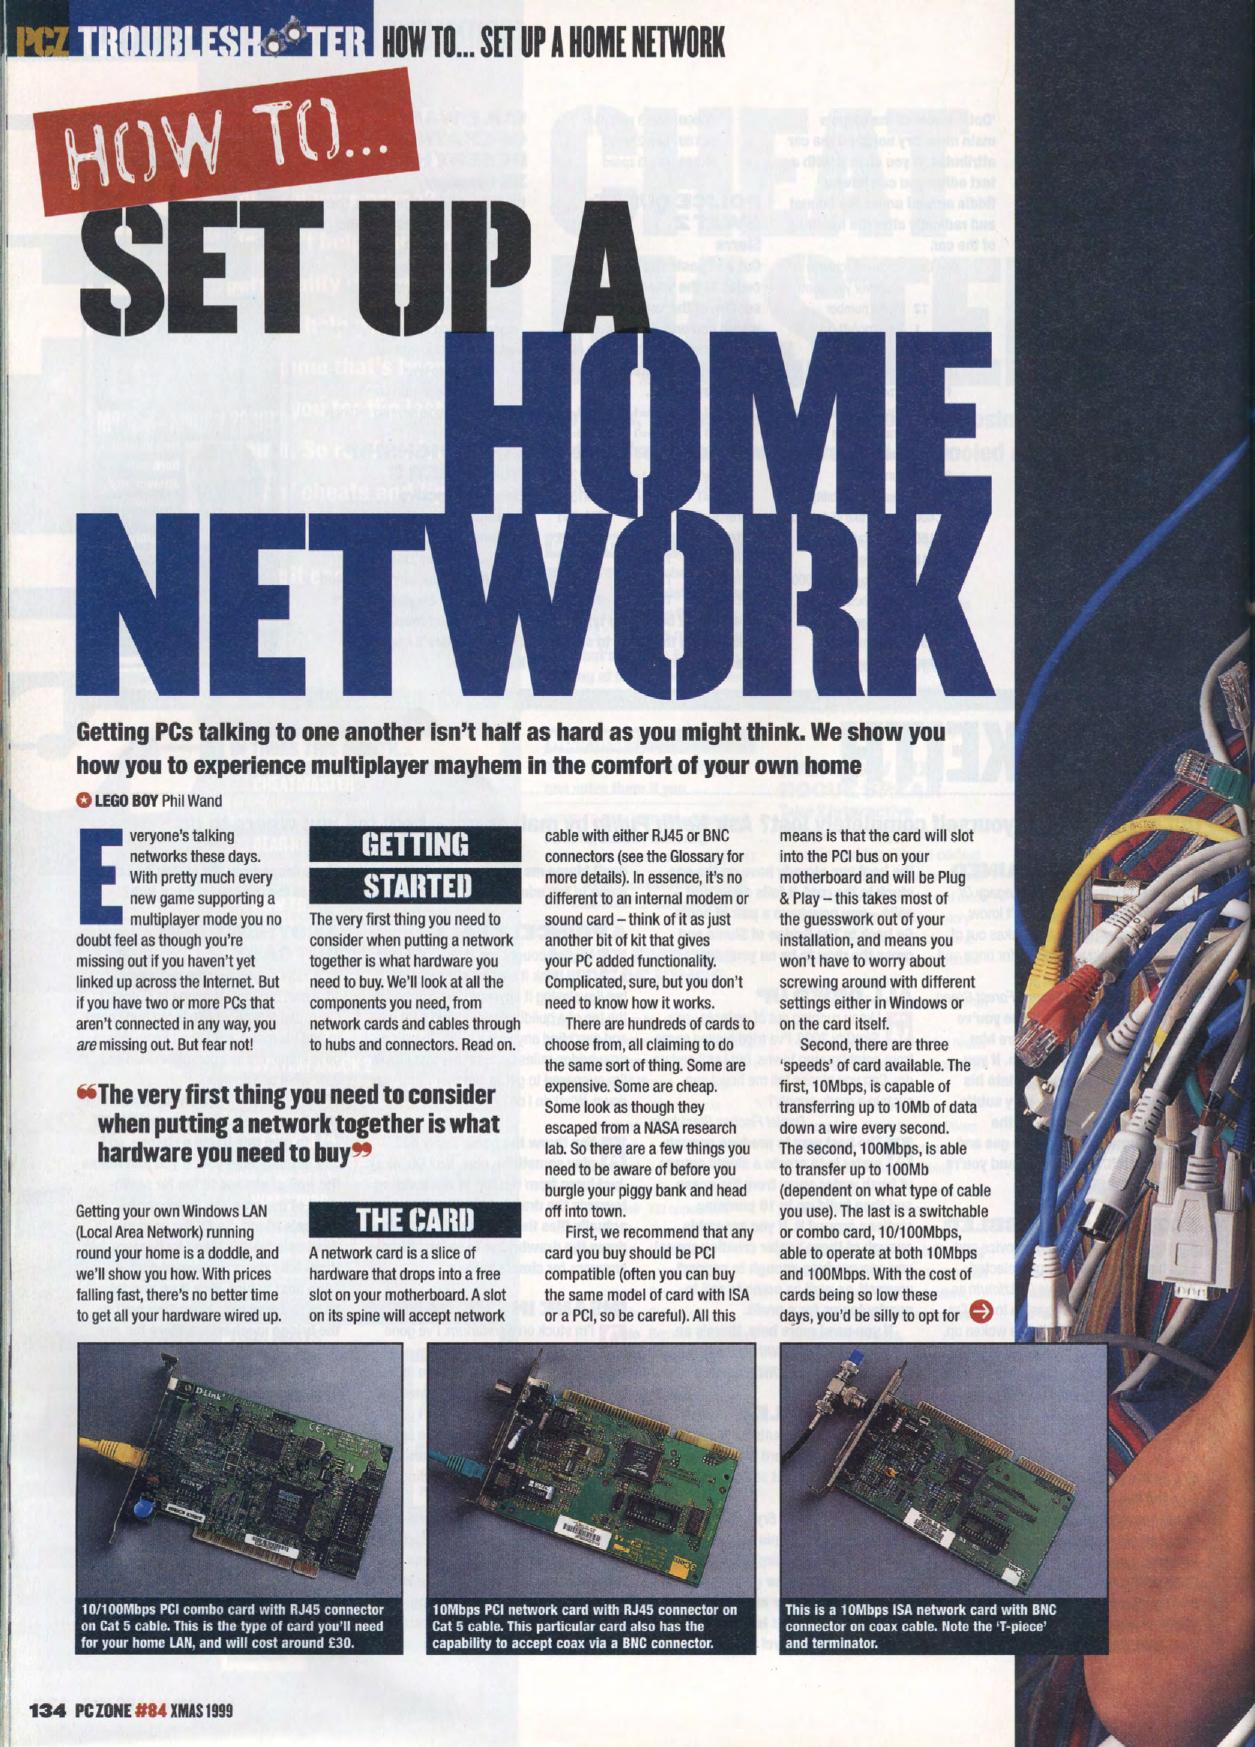 PCZ TROUBLESHOOTER HOW TO... SET UP A HOME NETWORK
HOW TO...
SET UP A
HOME
NETWORK
Getting PCs talking to one another isn't half as hard as you might think. We show you
how you to experience multiplayer mayhem in the comfort of your own home
LEGO BOY Phil Wand
Everyone's talking
networks these days.
With pretty much every
new game supporting a
multiplayer mode you no
doubt feel as though you're
missing out if you haven't yet
linked up across the Internet. But
if you have two or more PCs that
aren't connected in any way, you
are missing out. But fear not!
“The very first thing you need to consider
when putting a network together is what
hardware you need to buy”
Getting your own Windows LAN
(Local Area Network) running
round your home is a doddle, and
we'll show you how. With prices
falling fast, there's no better time
to get all your hardware wired up.
GETTING
STARTED
The very first thing you need to
consider when putting a network
together is what hardware you
need to buy. We'll look at all the
components you need, from
network cards and cables through
to hubs and connectors. Read on.
THE CARD
A network card is a slice of
hardware that drops into a free
slot on your motherboard. A slot
on its spine will accept network
cable with either RJ45 or BNC
connectors (see the Glossary for
more details). In essence, it's no
different to an internal modem or
sound card – think of it as just
another bit of kit that gives
your PC added functionality.
Complicated, sure, but you don't
need to know how it works.
There are hundreds of cards to
choose from, all claiming to do
the same sort of thing. Some are
expensive. Some are cheap.
Some look as though they
escaped from a NASA research
lab. So there are a few things you
need to be aware of before you
burgle your piggy bank and head
off into town.
First, we recommend that any
card you buy should be PCI
compatible (often you can buy
the same model of card with ISA
or a PCI, so be careful). All this
means is that the card will slot
into the PCI bus on your
motherboard and will be Plug
& Play – this takes most of
the guesswork out of your
installation, and means you
won't have to worry about
screwing around with different
settings either in Windows or
on the card itself.
Second, there are three
'speeds' of card available. The
first, 10Mbps, is capable of
transferring up to 10Mb of data
down a wire every second.
The second, 100Mbps, is able
to transfer up to 100Mb
(dependent on what type of cable
you use). The last is a switchable
or combo card, 10/100Mbps,
able to operate at both 10Mbps
and 100Mbps. With the cost of
cards being so low these
days, you'd be silly to opt for
D-Link
10/100Mbps PCI combo card with RJ45 connector
on Cat 5 cable. This is the type of card you'll need
for your home LAN, and will cost around £30.
10Mbps PCI network card with RJ45 connector on
Cat 5 cable. This particular card also has the
capability to accept coax via a BNC connector.
This is a 10Mbps ISA network card with BNC
connector on coax cable. Note the 'T-piece'
and terminator.
134 PC ZONE #84 XMAS 1999